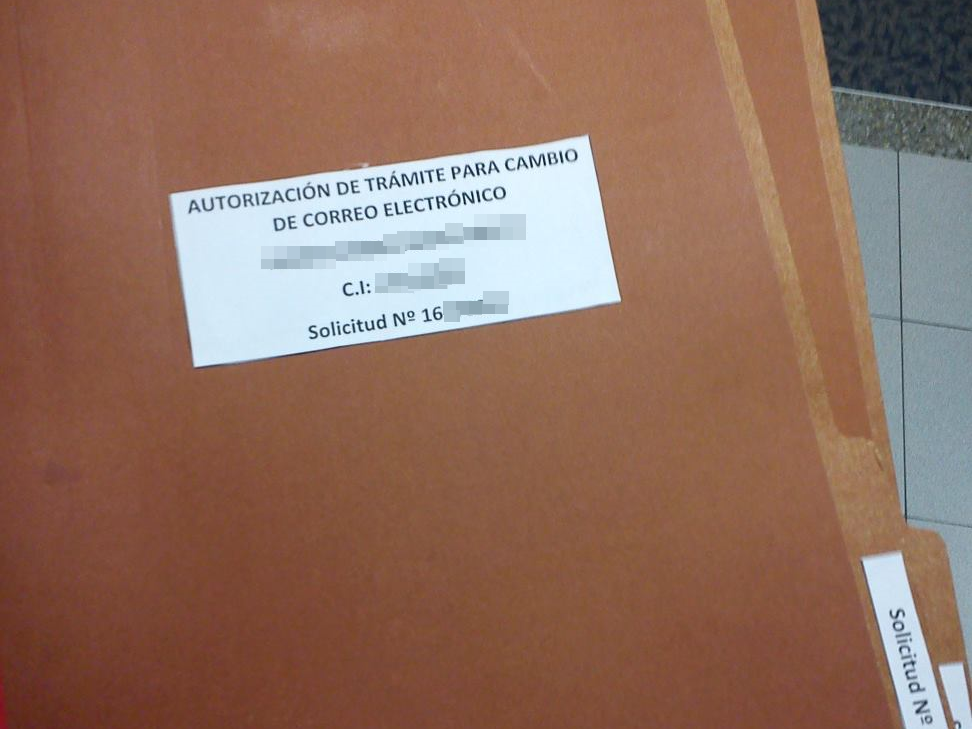 AUTORIZACIÓN DE TRÁMITE PARA CAMBIO
DE CORREO ELECTRÓNICO
C.I:
Solicitud Nº 16
Solicitud Nº